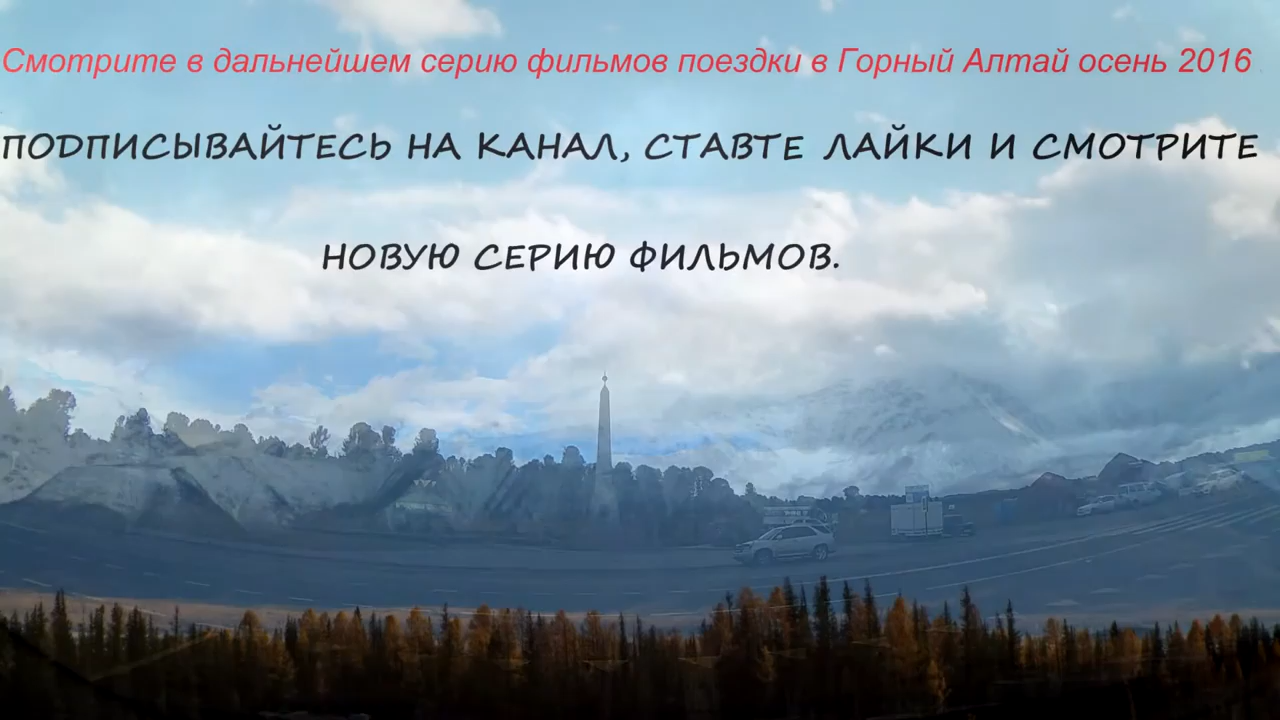 Смотрите в дальнейшем серию фильмов поездки в Горный Алтай осень 2016
ПОДПИСЫВАЙТЕСЬ НА КАНАЛ, СТАВТЕ ЛАЙКИ И СМОТРИТЕ
НОВУЮ СЕРИЮ ФИЛЬМОВ.